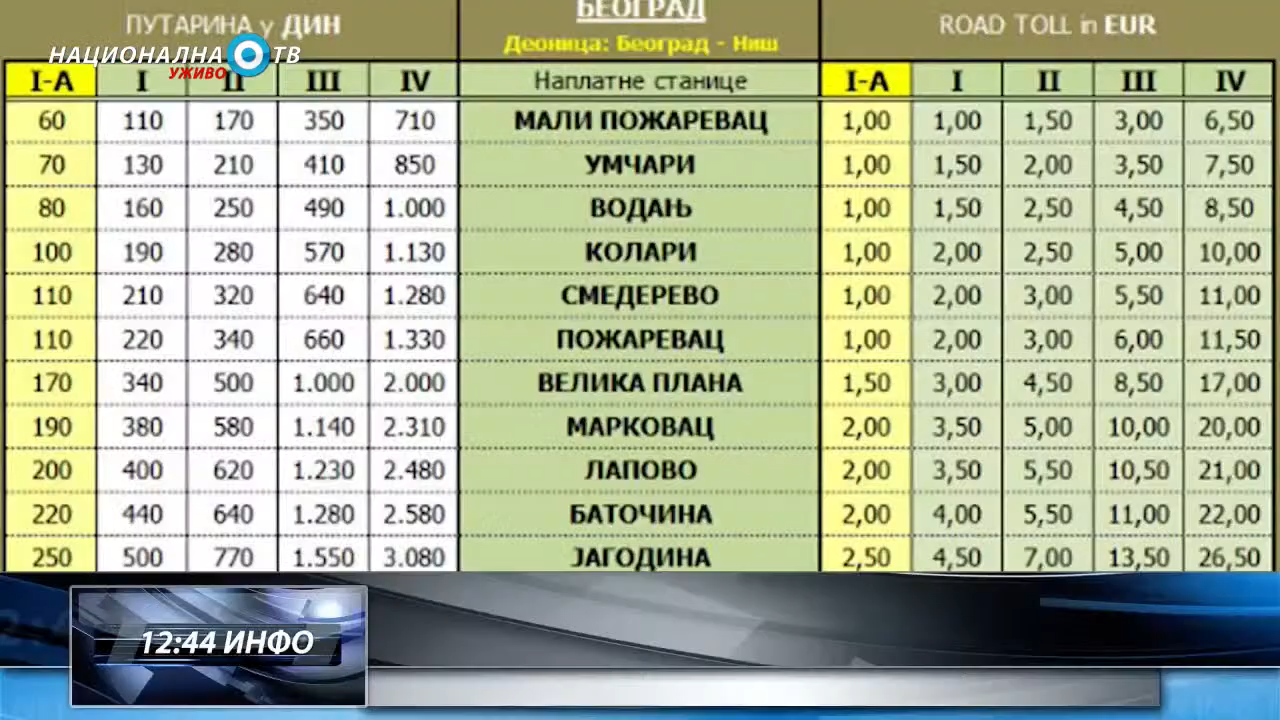 ПУТАРИНА у ДИН БЕОГРАД ROAD TOLL in EUR
Деоница: Београд - Ниш
НАЦИОНАЛНА ТВ
УЖИВО
I-A I II III IV Наплатне станице I-A I II III IV
60 110 170 350 710 МАЛИ ПОЖАРЕВАЦ 1,00 1,00 1,50 3,00 6,50
70 130 210 410 850 УМЧАРИ 1,00 1,50 2,00 3,50 7,50
80 160 250 490 1.000 ВОДАЊ 1,00 1,50 2,50 4,50 8,50
100 190 280 570 1.130 КОЛАРИ 1,00 2,00 2,50 5,00 10,00
110 210 320 640 1.280 СМЕДЕРЕВО 1,00 2,00 3,00 5,50 11,00
110 220 340 660 1.330 ПОЖАРЕВАЦ 1,00 2,00 3,00 6,00 11,50
170 340 500 1.000 2.000 ВЕЛИКА ПЛАНА 1,50 3,00 4,50 8,50 17,00
190 380 580 1.140 2.310 МАРКОВАЦ 2,00 3,50 5,00 10,00 20,00
200 400 620 1.230 2.480 ЛАПОВО 2,00 3,50 5,50 10,50 21,00
220 440 640 1.280 2.580 БАТОЧИНА 2,00 4,00 5,50 11,00 22,00
250 500 770 1.550 3.080 ЈАГОДИНА 2,50 4,50 7,00 13,50 26,50
12:44 ИНФО